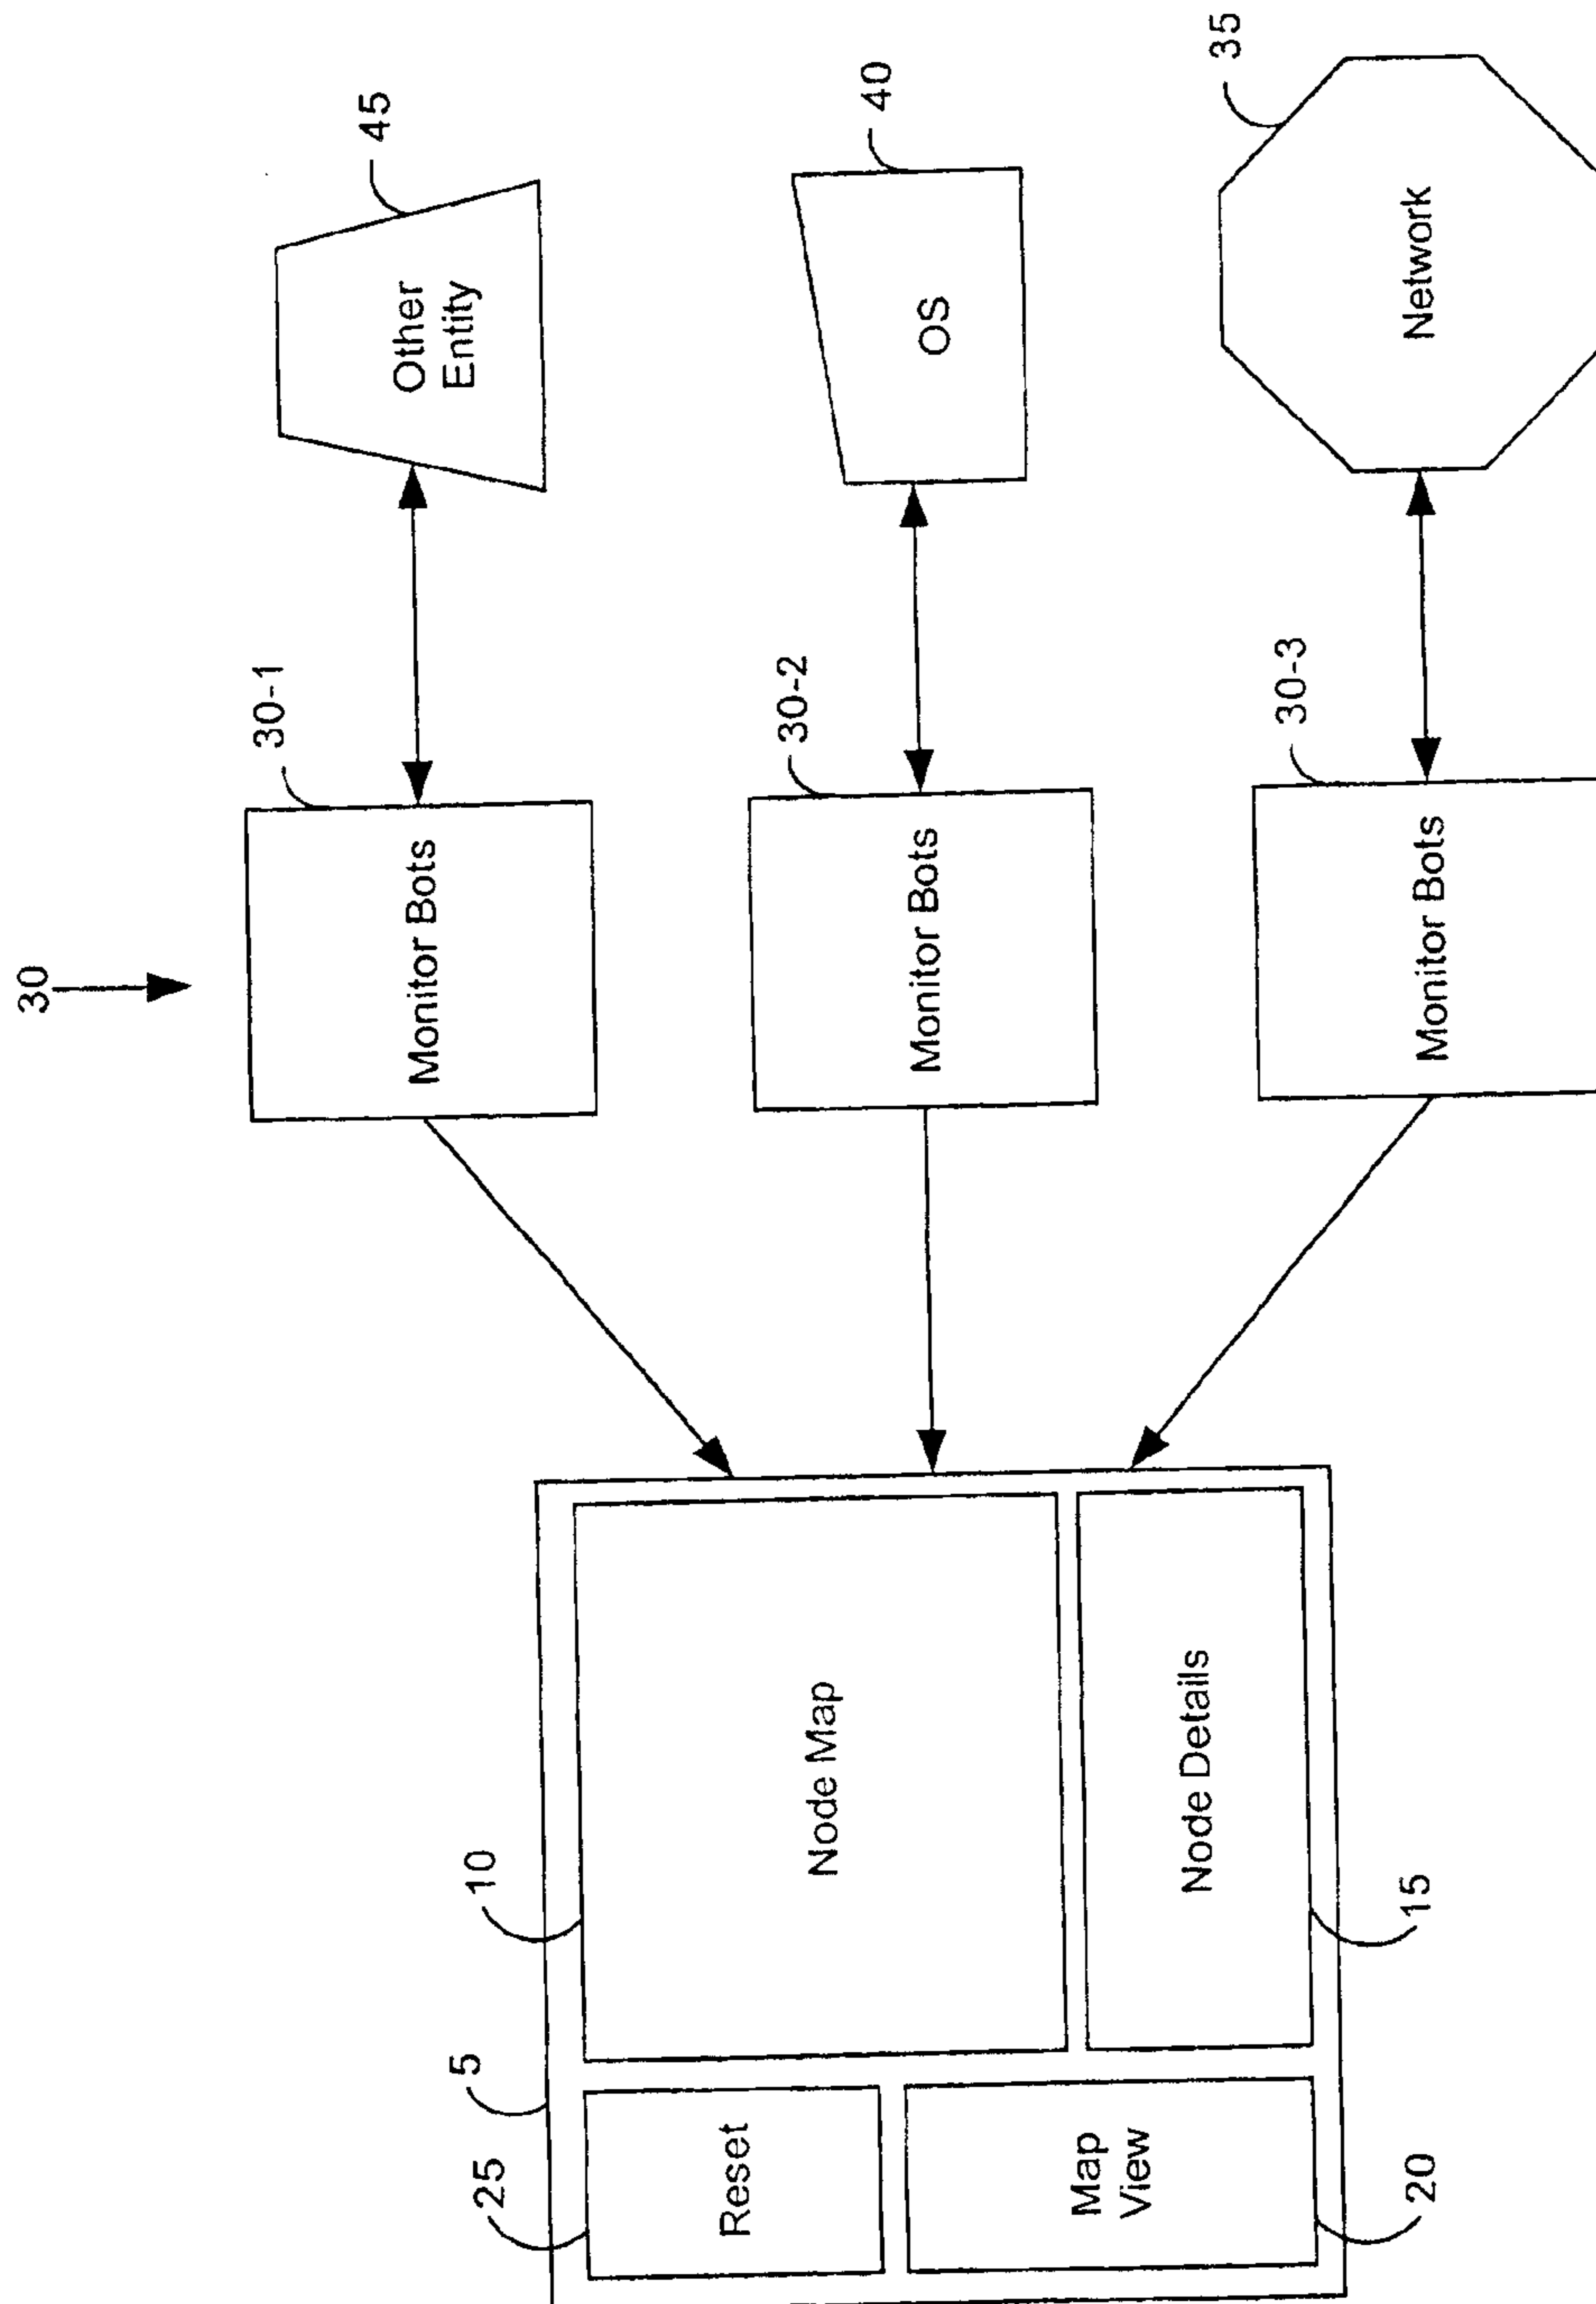 30
30-1
45
Monitor Bots
Other
Entity
5
10
25
Reset
Node Map
30-2
40
Monitor Bots
OS
Map
View
Node Details
20
15
30-3
35
Monitor Bots
Network